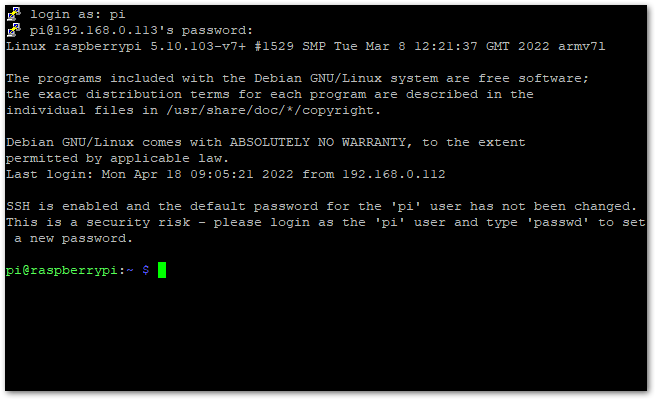 login as: pi
pi@192.168.0.113's password:
Linux raspberrypi 5.10.103-v7+ #1529 SMP Tue Mar 8 12:21:37 GMT 2022 armv7l
The programs included with the Debian GNU/Linux system are free software;
the exact distribution terms for each program are described in the
individual files in /usr/share/doc/*/copyright.
Debian GNU/Linux comes with ABSOLUTELY NO WARRANTY, to the extent
permitted by applicable law.
Last login: Mon Apr 18 09:05:21 2022 from 192.168.0.112
SSH is enabled and the default password for the 'pi' user has not been changed.
This is a security risk - please login as the 'pi' user and type 'passwd' to set
 a new password.
pi@raspberrypi:~ $